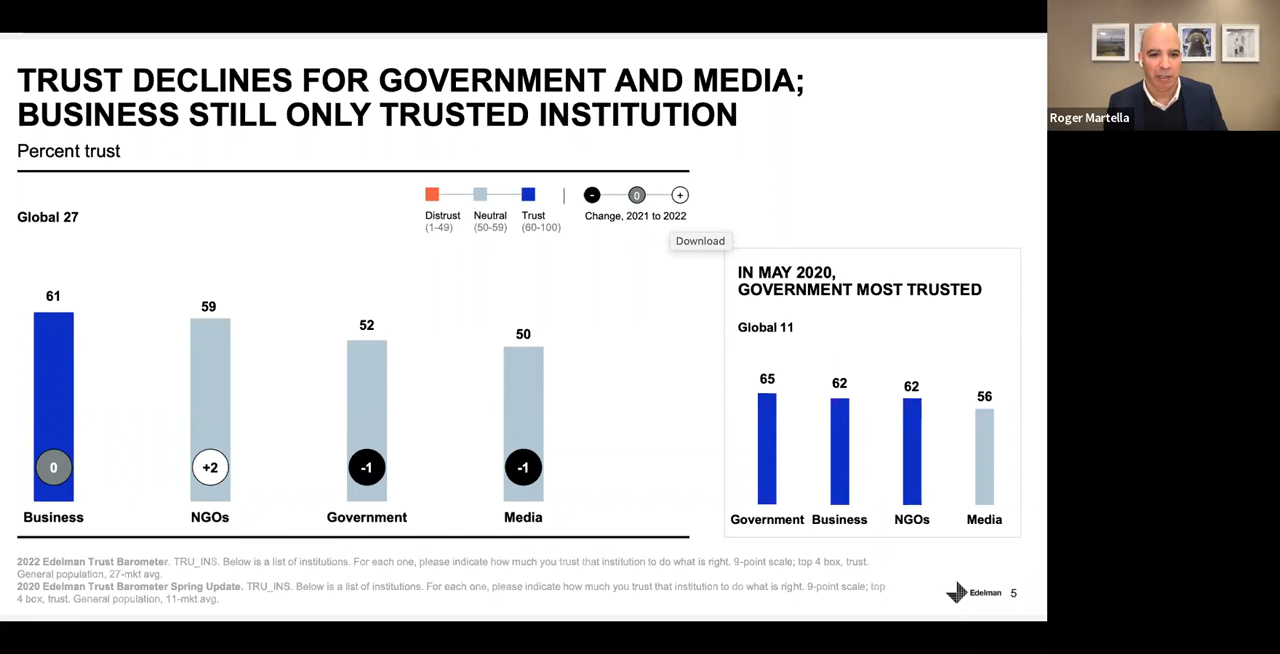 TRUST DECLINES FOR GOVERNMENT AND MEDIA;
BUSINESS STILL ONLY TRUSTED INSTITUTION
Percent trust
Global 27
Distrust
(1-49)
Neutral
(50-59)
Trust
(60-100)
-
0
+
Change, 2021 to 2022
Download
61
59
52
50
0
+2
-1
-1
Business
NGOs
Government
Media
IN MAY 2020,
GOVERNMENT MOST TRUSTED
Global 11
65
62
62
56
Government
Business
NGOs
Media
2022 Edelman Trust Barometer. TRU_INS. Below is a list of institutions. For each one, please indicate how much you trust that institution to do what is right. 9-point scale; top 4 box, trust.
General population, 27-mkt avg.
2020 Edelman Trust Barometer Spring Update. TRU_INS. Below is a list of institutions. For each one, please indicate how much you trust that institution to do what is right. 9-point scale; top
4 box, trust. General population, 11-mkt avg.
Edelman
5
Roger Martella